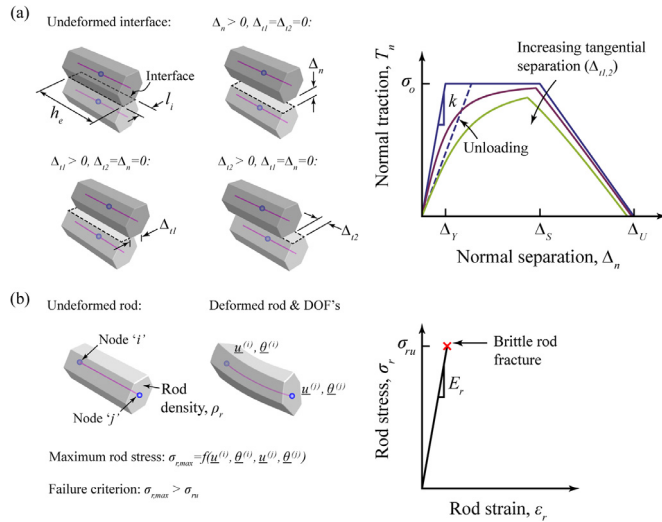 (a)
Undeformed interface:
Δn > 0, Δt1=Δt2=0:
Interface
he
li
Δn
Δt1 > 0, Δt2=Δn=0:
Δt2 > 0, Δt1=Δn=0:
Δt1
Δt2
Normal traction, Tn
σo
k
Increasing tangential
separation (Δt1,2)
Unloading
ΔY
ΔS
ΔU
Normal separation, Δn
(b)
Undeformed rod:
Deformed rod & DOF's
Node ‘i’
Node ‘j’
Rod
density, ρr
u(i), θ(i)
u(j), θ(j)
Maximum rod stress: σr,max=f(u(i), θ(i), u(j), θ(j))
Failure criterion: σr,max > σru
Rod stress, σr
σru
Brittle rod
fracture
Er
Rod strain, εr